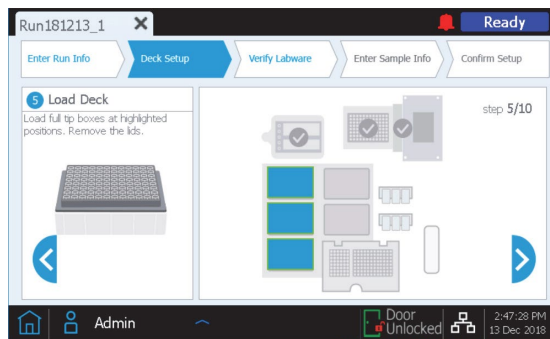 Run181213_1
Ready
Enter Run Info
Deck Setup
Verify Labware
Enter Sample Info
Confirm Setup
5 Load Deck
Load full tip boxes at highlighted
positions. Remove the lids.
step 5/10
Admin
Door
Unlocked
2:47:28 PM
13 Dec 2018